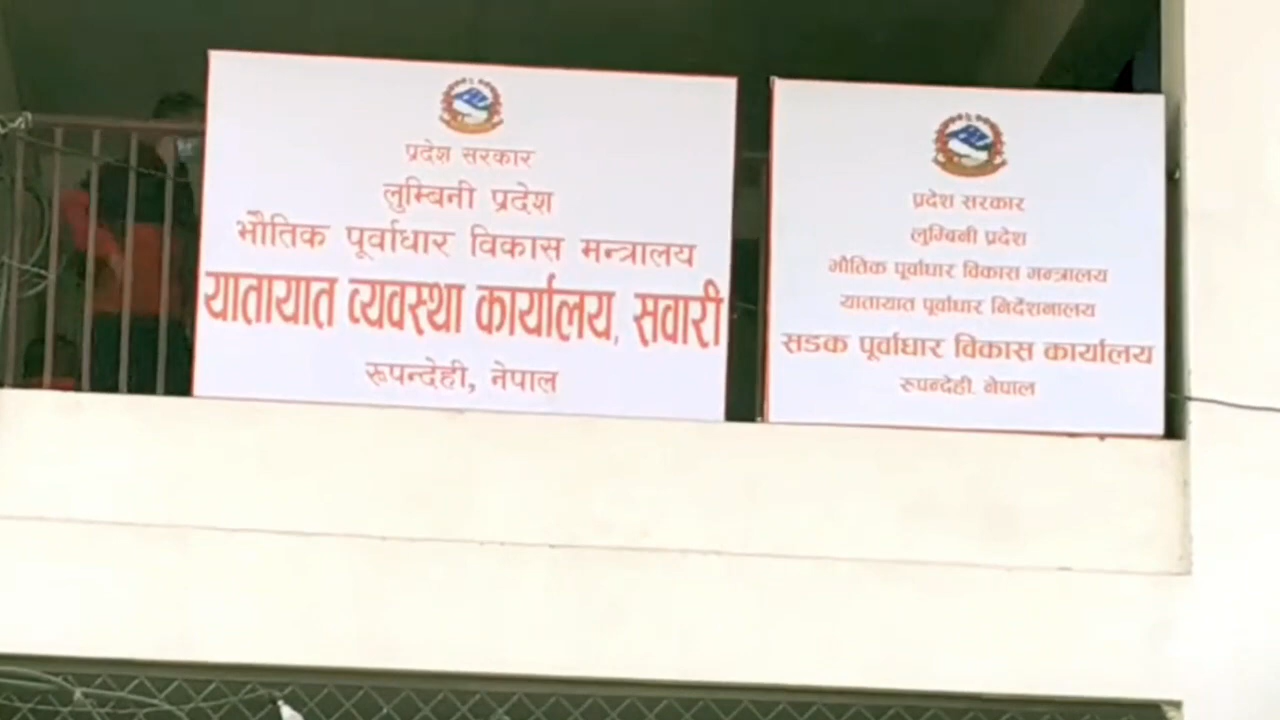 प्रदेश सरकार
लुम्बिनी प्रदेश
भौतिक पूर्वाधार विकास मन्त्रालय
यातायात व्यवस्था कार्यालय, सवारी
रूपन्देही, नेपाल
प्रदेश सरकार
लुम्बिनी प्रदेश
भौतिक पूर्वाधार विकास मन्त्रालय
यातायात पूर्वाधार निर्देशनालय
सडक पूर्वाधार विकास कार्यालय
रुपन्देही, नेपाल